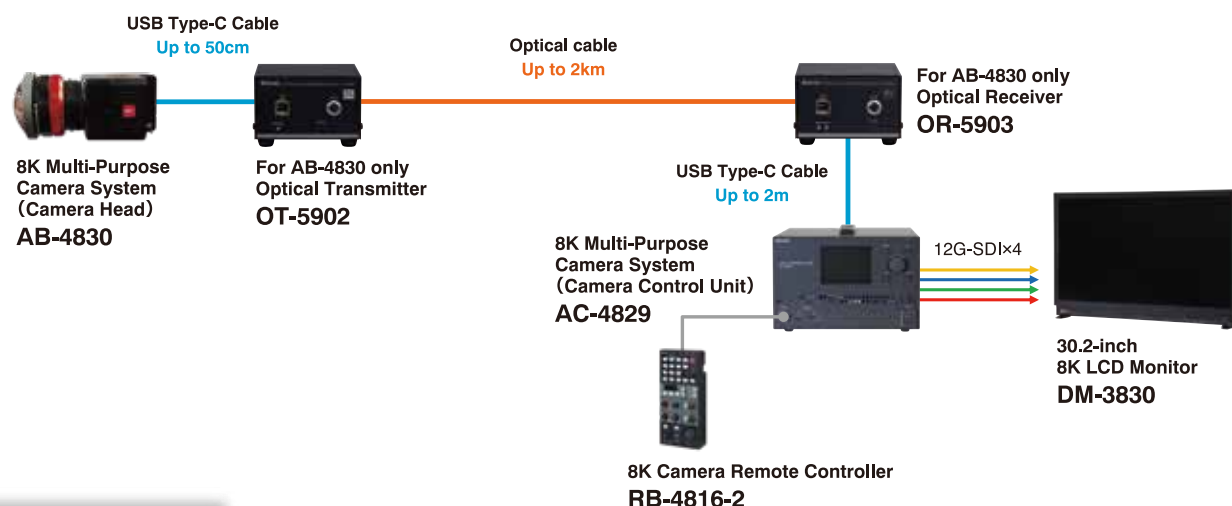 USB Type-C Cable
Up to 50cm
Optical cable
Up to 2km
For AB-4830 only
Optical Receiver
OR-5903
8K Multi-Purpose
Camera System
(Camera Head)
AB-4830
For AB-4830 only
Optical Transmitter
OT-5902
USB Type-C Cable
Up to 2m
8K Multi-Purpose
Camera System
(Camera Control Unit)
AC-4829
12G-SDI×4
30.2-inch
8K LCD Monitor
DM-3830
8K Camera Remote Controller
RB-4816-2